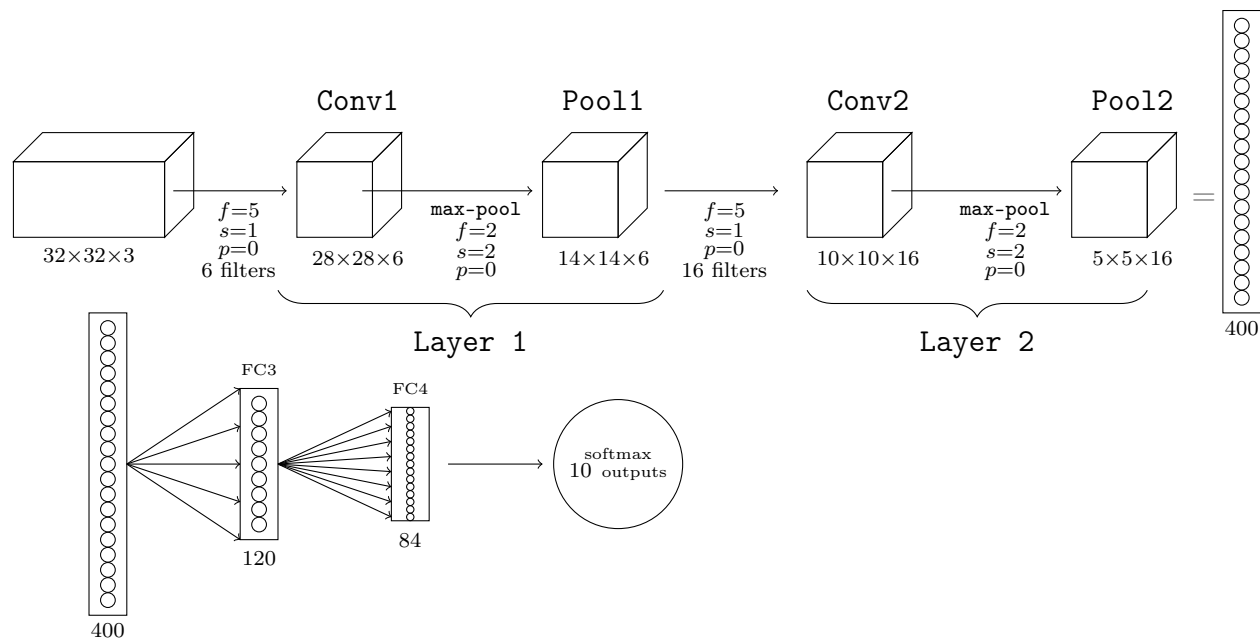 Conv1
Pool1
Conv2
Pool2
32×32×3
f=5
s=1
p=0
6 filters
28×28×6
max-pool
f=2
s=2
p=0
14×14×6
f=5
s=1
p=0
16 filters
10×10×16
max-pool
f=2
s=2
p=0
5×5×16
=
400
Layer 1
Layer 2
400
FC3
120
FC4
84
softmax
10 outputs